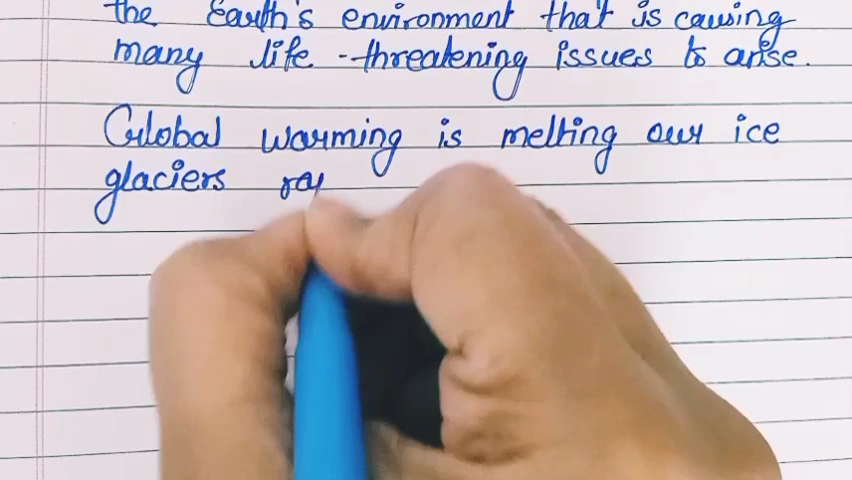 the Earth's environment that is causing
many life-threatening issues to arise.
Global warming is melting our ice
glaciers rap